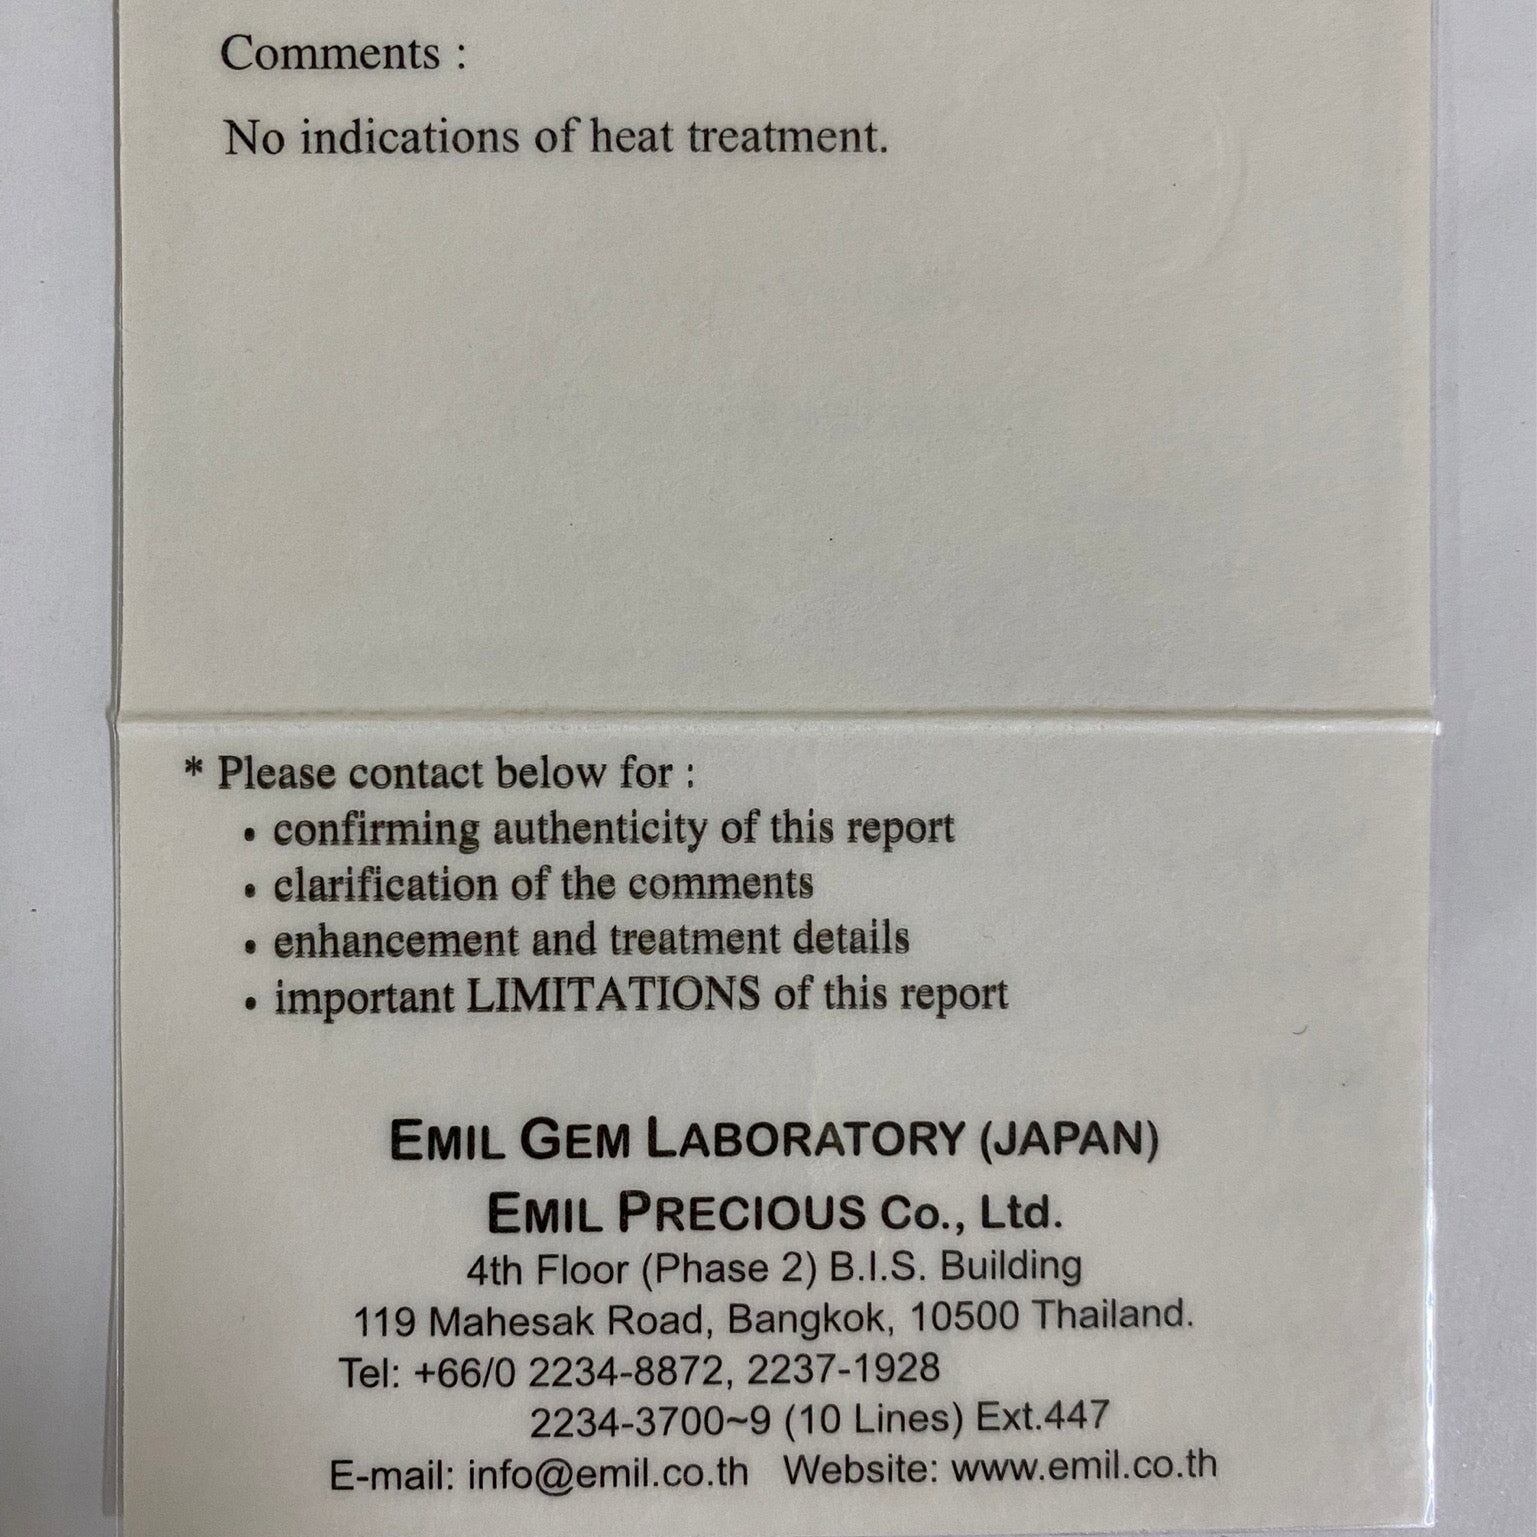 Comments :
No indications of heat treatment.
* Please contact below for :
• confirming authenticity of this report
• clarification of the comments
• enhancement and treatment details
• important LIMITATIONS of this report
EMIL GEM LABORATORY (JAPAN)
EMIL PRECIOUS Co., Ltd.
4th Floor (Phase 2) B.I.S. Building
119 Mahesak Road, Bangkok, 10500 Thailand.
Tel: +66/0 2234-8872, 2237-1928
2234-3700~9 (10 Lines) Ext.447
E-mail: info@emil.co.th Website: www.emil.co.th